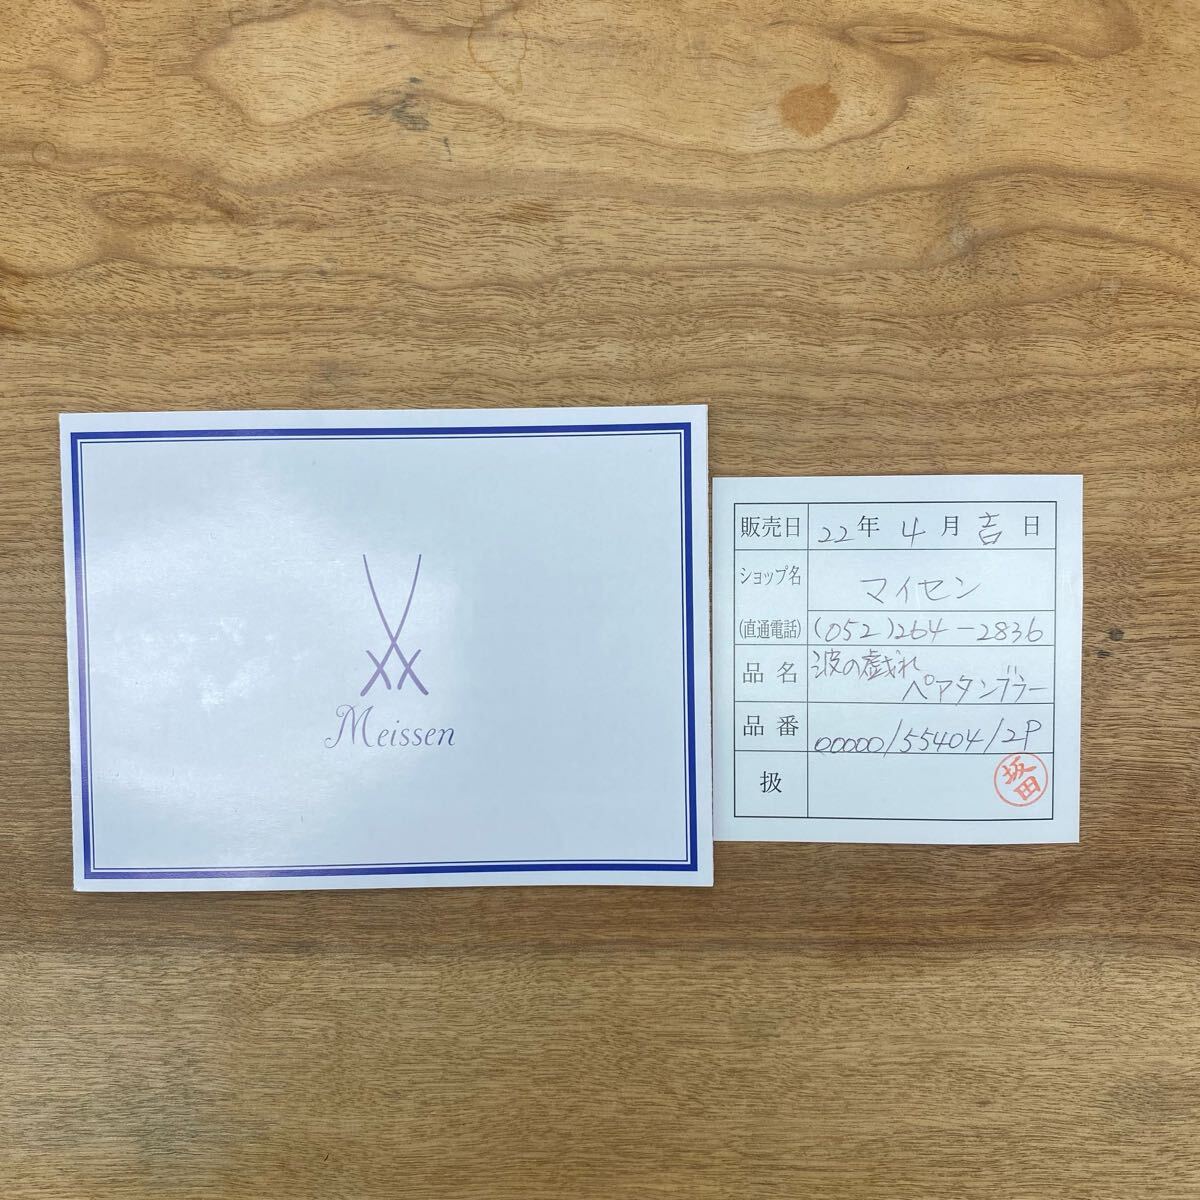 Meissen
販売日 22年 4月 吉日
ショップ名 マイセン
(直通電話) (052)264-2836
品名 波の戯れ
ペアタンブラー
品番 00000/55404/2P
扱 坂田